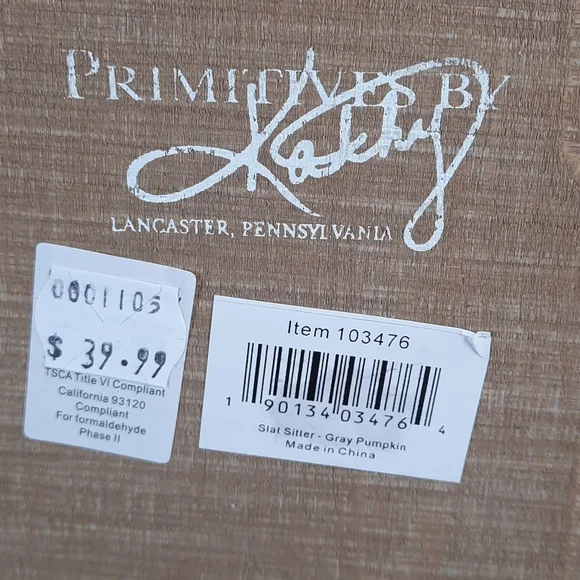 PRIMITIVES BY
Kathy
LANCASTER, PENNSYLVANIA
0001105
$ 39.99
TSCA Title VI Compliant
California 93120
Compliant
For formaldehyde
Phase II
Item 103476
1 90134 03476 4
Slat Sitter - Gray Pumpkin
Made in China